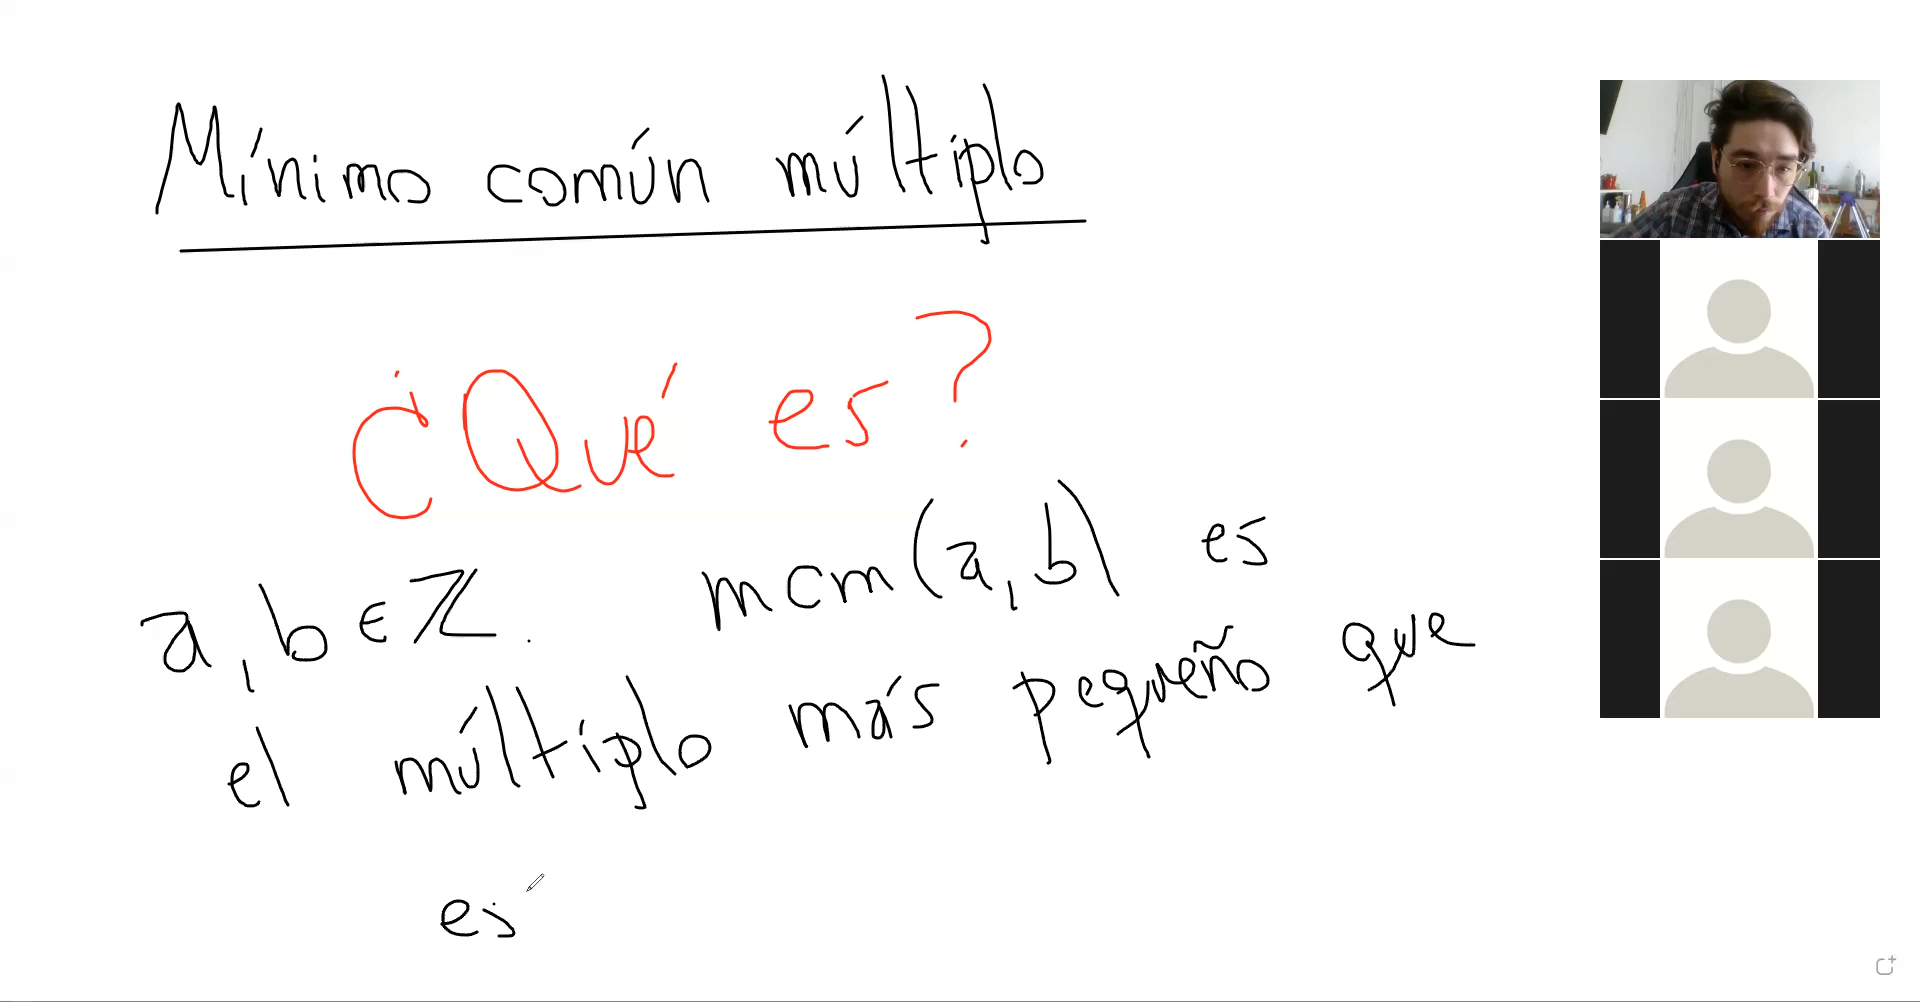 Mínimo común múltiplo
¿Qué es?
a, b ∈ ℤ. mcm(a, b) es
el múltiplo más pequeño que
es